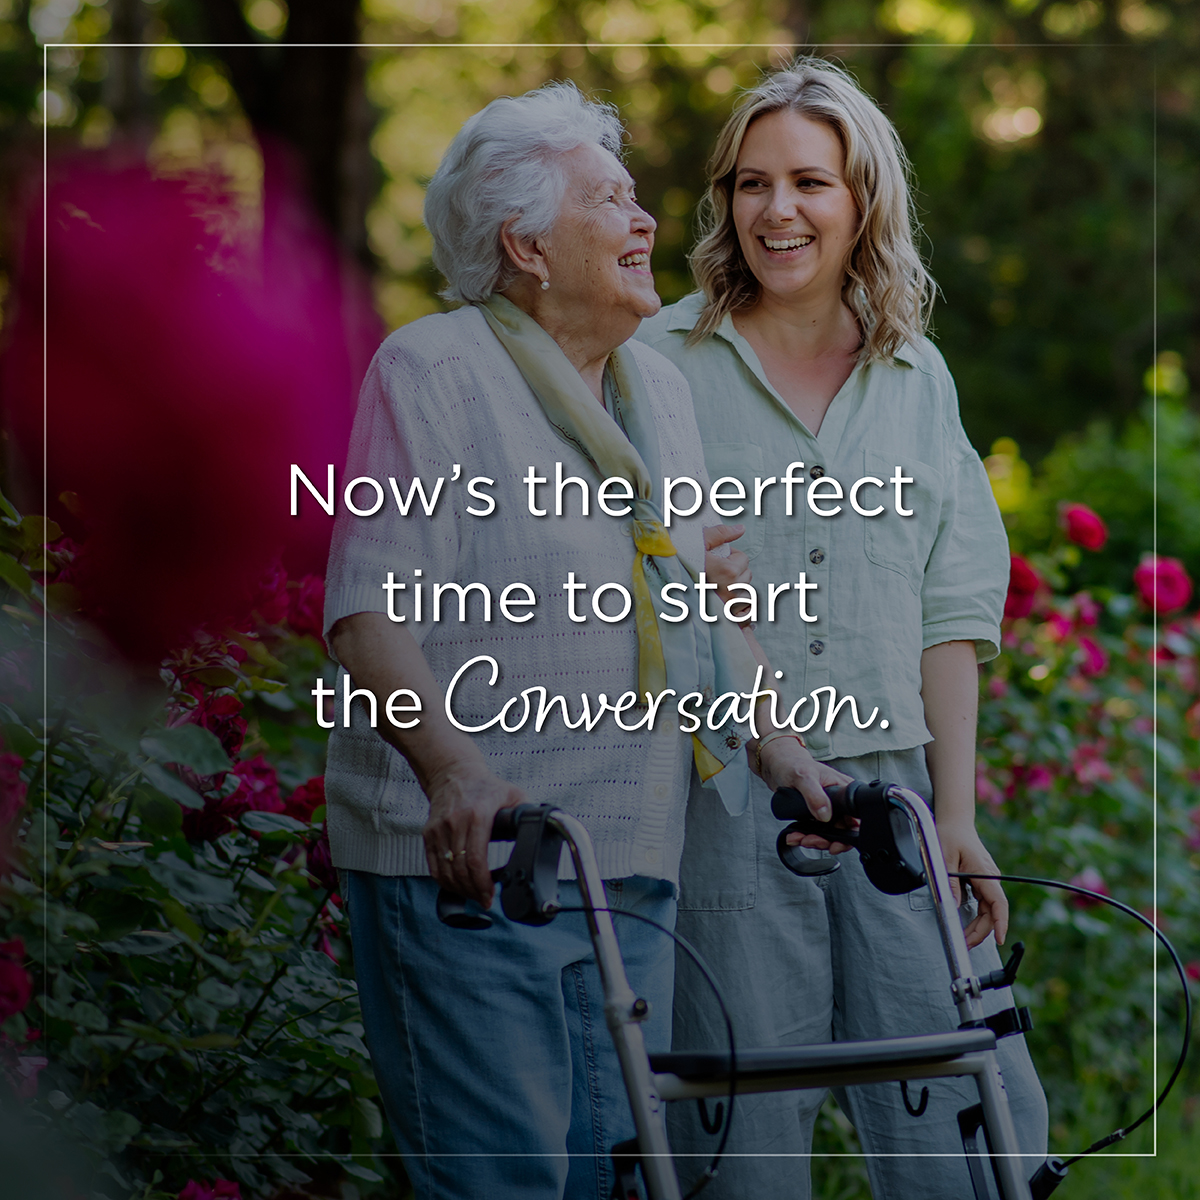 Now’s the perfect
time to start
the Conversation.